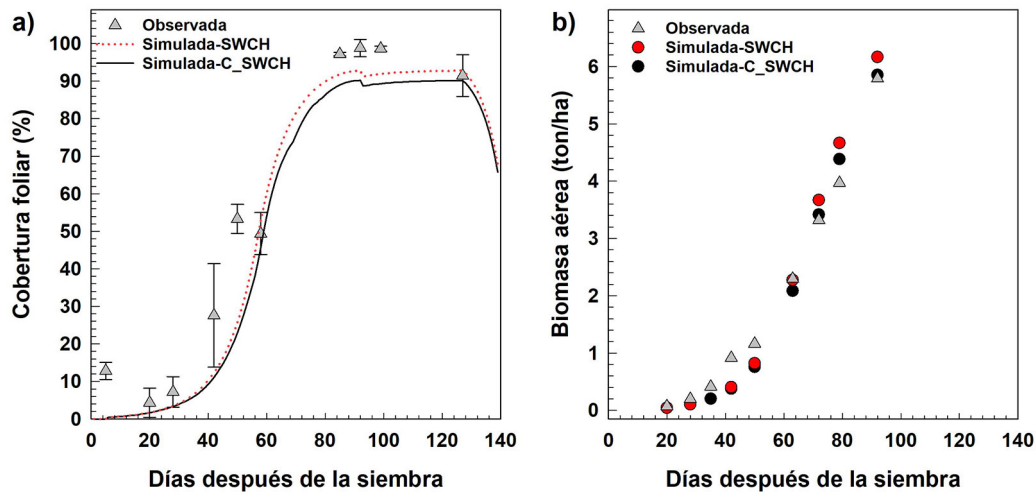 a)
Observada
Simulada-SWCH
Simulada-C_SWCH
Cobertura foliar (%)
100
90
80
70
60
50
40
30
20
10
0
0 20 40 60 80 100 120 140
Días después de la siembra
b)
Observada
Simulada-SWCH
Simulada-C_SWCH
Biomasa aérea (ton/ha)
6
5
4
3
2
1
0
0 20 40 60 80 100 120 140
Días después de la siembra